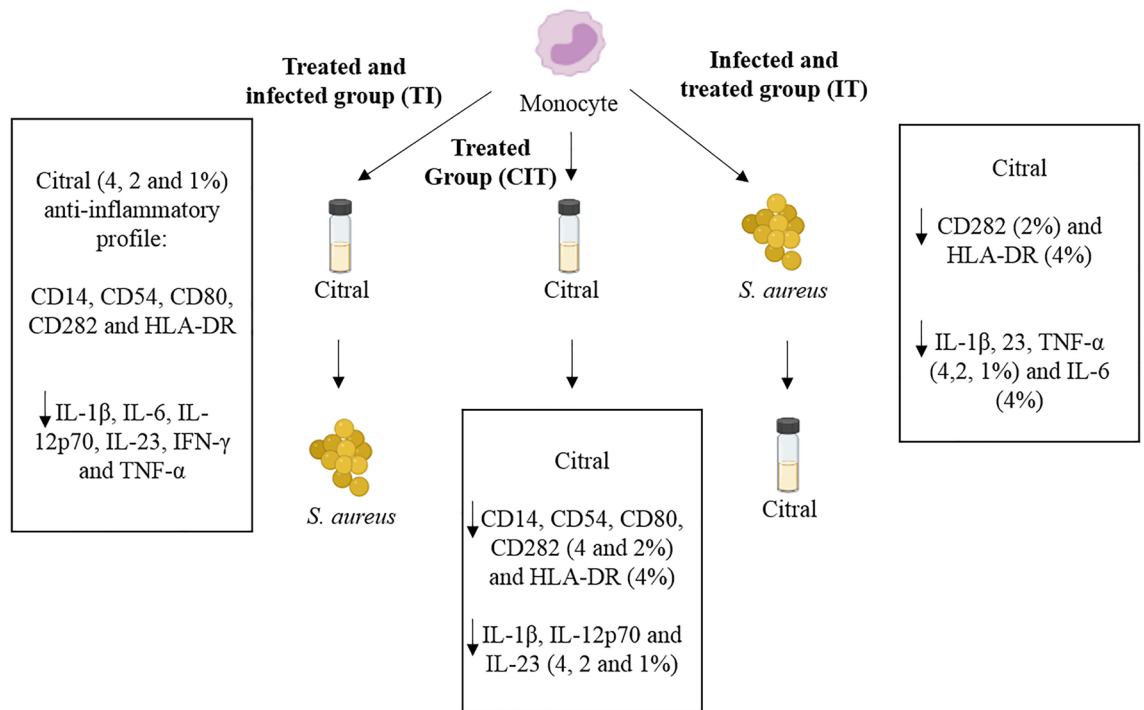 Monocyte
Treated and
infected group (TI)
Treated
Group (CIT)
Infected and
treated group (IT)
Citral (4, 2 and 1%)
anti-inflammatory
profile:
CD14, CD54, CD80,
CD282 and HLA-DR
↓ IL-1β, IL-6, IL-
12p70, IL-23, IFN-γ
and TNF-α
Citral
S. aureus
Citral
Citral
↓ CD14, CD54, CD80,
CD282 (4 and 2%)
and HLA-DR (4%)
↓ IL-1β, IL-12p70 and
IL-23 (4, 2 and 1%)
S. aureus
Citral
Citral
↓ CD282 (2%) and
HLA-DR (4%)
↓ IL-1β, 23, TNF-α
(4,2, 1%) and IL-6
(4%)